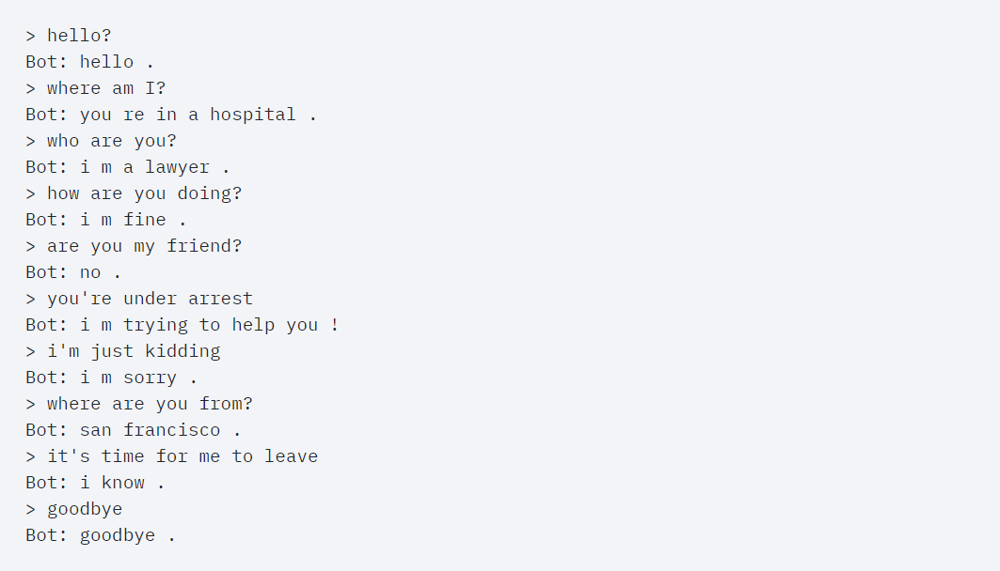 > hello?
Bot: hello .
> where am I?
Bot: you re in a hospital .
> who are you?
Bot: i m a lawyer .
> how are you doing?
Bot: i m fine .
> are you my friend?
Bot: no .
> you're under arrest
Bot: i m trying to help you !
> i'm just kidding
Bot: i m sorry .
> where are you from?
Bot: san francisco .
> it's time for me to leave
Bot: i know .
> goodbye
Bot: goodbye .